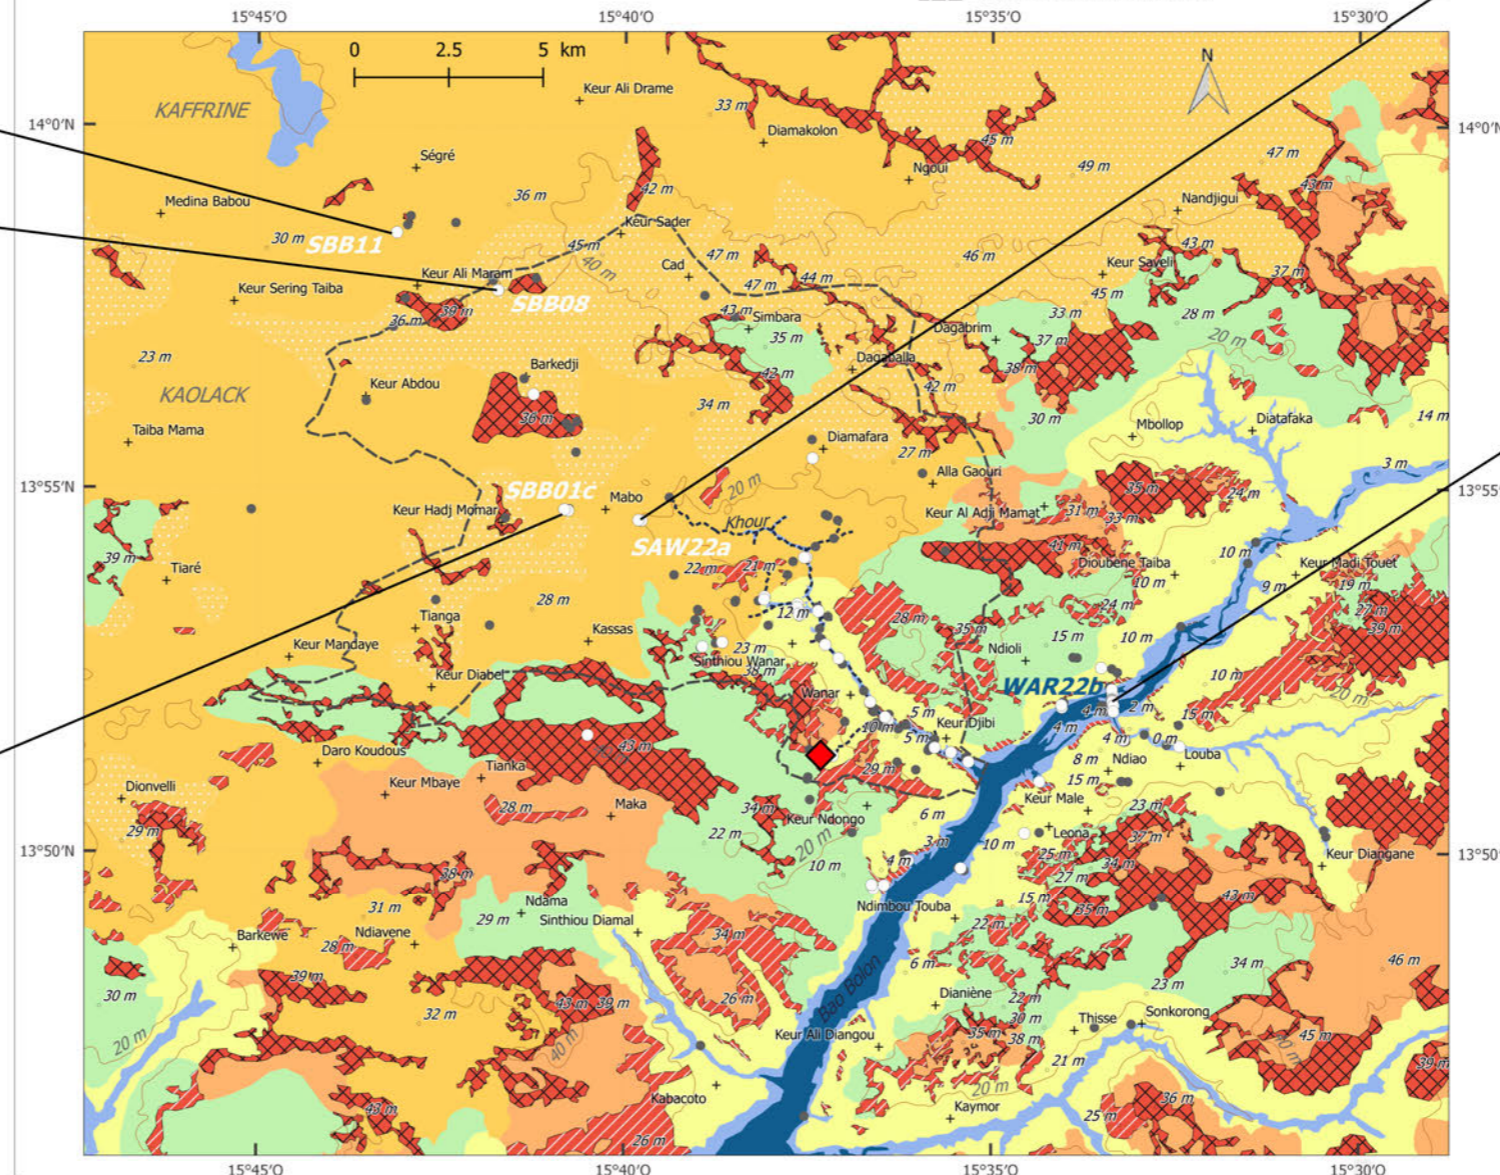 15°45'O 15°40'O 15°35'O 15°30'O
0 2.5 5 km
N
Keur Ali Drame
KAFFRINE
33 m
14°0'N 14°0'N
Diamakolon
45 m
Ségré
49 m
47 m
Ngoui
42 m
43 m
36 m
Medina Babou
Nandjigui
Keur Sader
30 m
SBB11
45 m
43 m
47 m
46 m
40 m
Cad
Keur Saveli
Keur Ali Maram
44 m
37 m
47 m
Keur Sering Taiba
45 m
SBB08
39 m
43 m
Simbara
33 m
28 m
36 m
Dagabrim
35 m
37 m
20 m
23 m
Dagaballa
Barkedji
38 m
42 m
Keur Abdou
42 m
KAOLACK
34 m
36 m
30 m
14 m
Mbollop
Diatafaka
Taiba Mama
Diamafara
27 m
3 m
Alla Gaouri
13°55'N 13°55'N
SBB01c
20 m
35 m
24 m
Mabo
Keur Hadj Momar
Keur Al Adji Mamat
31 m
33 m
Khour
SAW22a
41 m
10 m
39 m
Dioubene Taiba
Keur Madi Touet
Tiaré
22 m
21 m
10 m
9 m
19 m
28 m
24 m
27 m
12 m
28 m
Tianga
Kassas
35 m
15 m
10 m
39 m
Keur Mandaye
23 m
Ndioli
Sinthiou Wanar
38 m
Keur Diabel
10 m
WAR22b
Wanar
20 m
5 m
4 m
2 m
15 m
10 m
Keur Djibi
4 m
5 m
4 m
0 m
43 m
Daro Koudous
8 m
Ndiao
Louba
Tianka
29 m
Keur Mbaye
15 m
Dionvelli
Keur Male
28 m
Maka
34 m
23 m
6 m
29 m
Keur Ndongo
22 m
Leona
37 m
20 m
3 m
10 m
13°50'N 13°50'N
25 m
Keur Diangane
10 m
4 m
34 m
38 m
27 m
15 m
43 m
31 m
Ndama
Ndimbou Touba
35 m
29 m
Sinthiou Diamal
22 m
Barkewe
Ndiavene
34 m
28 m
6 m
34 m
46 m
39 m
23 m
30 m
26 m
Dianiène
22 m
43 m
39 m
Bao Bolon
32 m
30 m
Thisse
Sonkorong
20 m
40 m
Keur Ali Diangou
35 m
38 m
45 m
40 m
21 m
39 m
20 m
Kabacoto
36 m
43 m
Kaymor
25 m
26 m
15°45'O 15°40'O 15°35'O 15°30'O